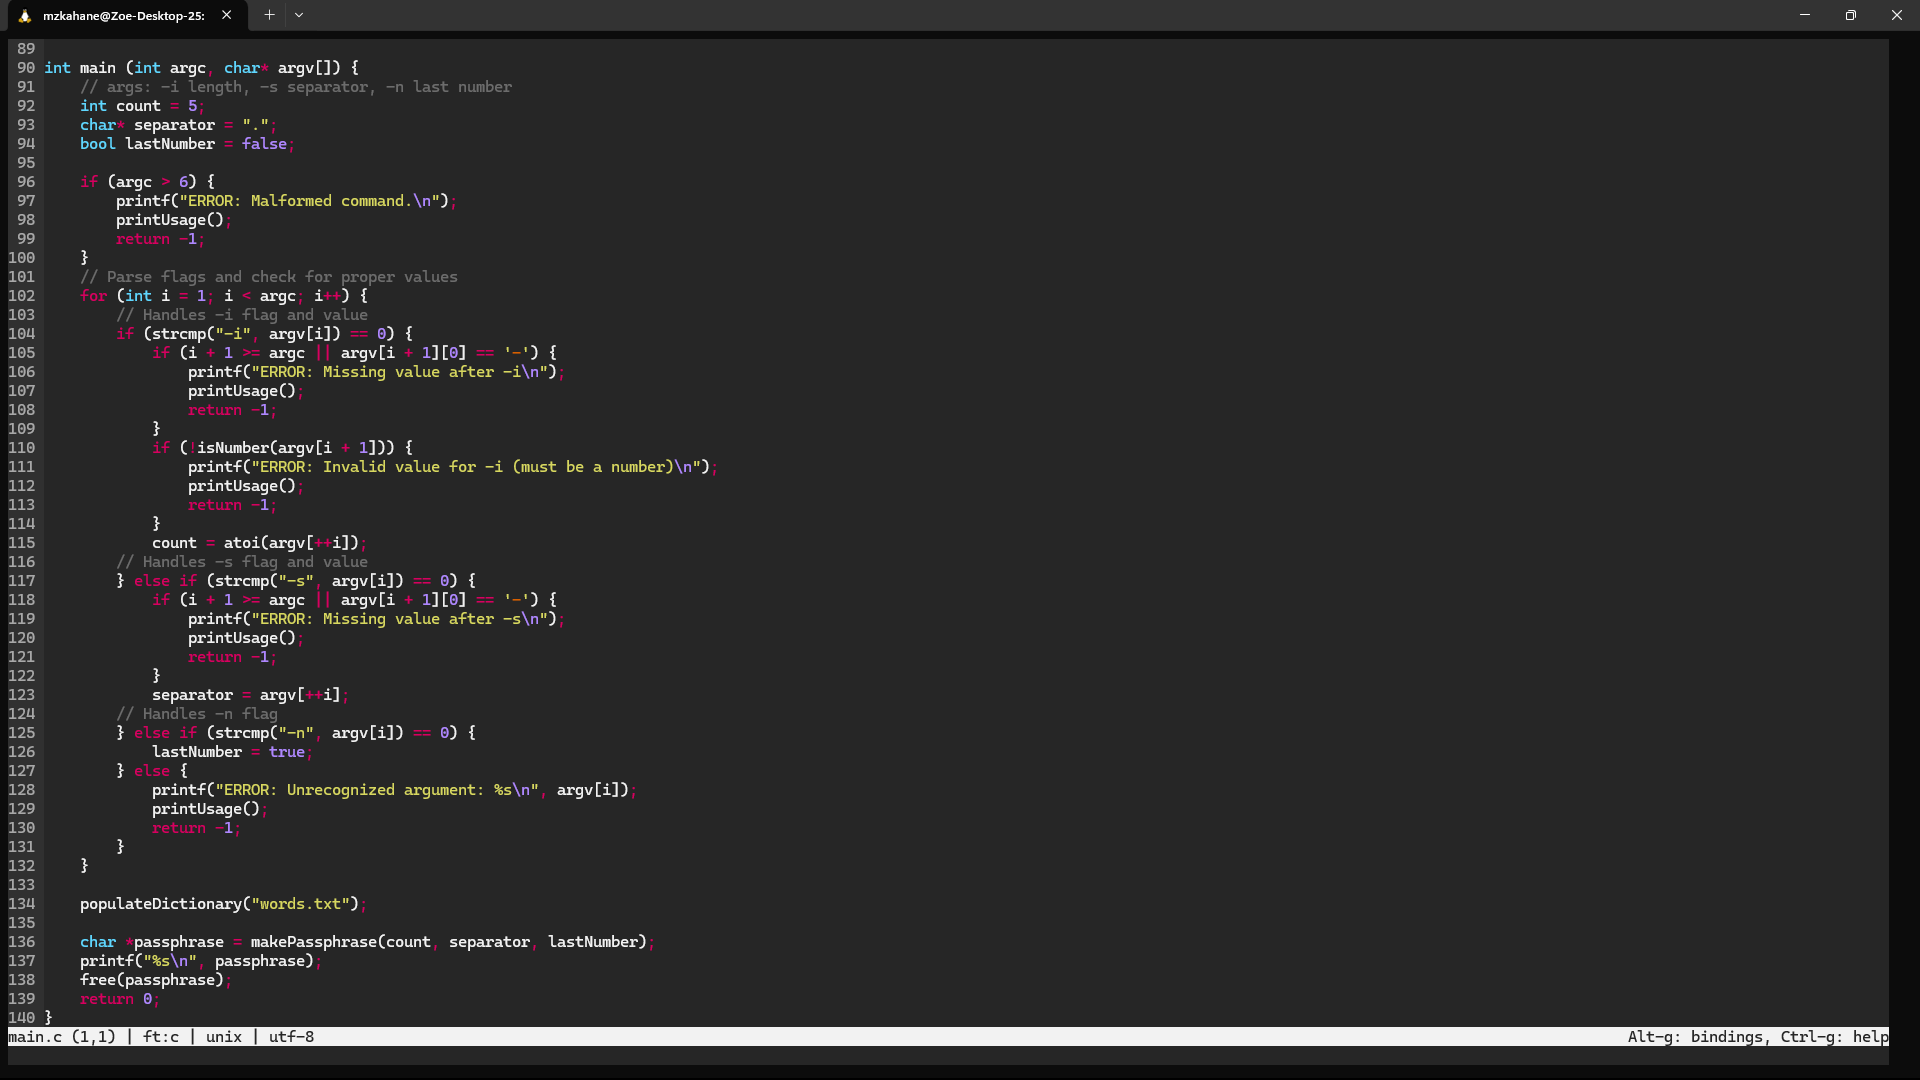 mzkahane@Zoe-Desktop-25:
89
90 int main (int argc, char* argv[]) {
91     // args: -i length, -s separator, -n last number
92     int count = 5;
93     char* separator = ".";
94     bool lastNumber = false;
95
96     if (argc > 6) {
97         printf("ERROR: Malformed command.\n");
98         printUsage();
99         return -1;
100     }
101     // Parse flags and check for proper values
102     for (int i = 1; i < argc; i++) {
103         // Handles -i flag and value
104         if (strcmp("-i", argv[i]) == 0) {
105             if (i + 1 >= argc || argv[i + 1][0] == '-') {
106                 printf("ERROR: Missing value after -i\n");
107                 printUsage();
108                 return -1;
109             }
110             if (!isNumber(argv[i + 1])) {
111                 printf("ERROR: Invalid value for -i (must be a number)\n");
112                 printUsage();
113                 return -1;
114             }
115             count = atoi(argv[++i]);
116         // Handles -s flag and value
117         } else if (strcmp("-s", argv[i]) == 0) {
118             if (i + 1 >= argc || argv[i + 1][0] == '-') {
119                 printf("ERROR: Missing value after -s\n");
120                 printUsage();
121                 return -1;
122             }
123             separator = argv[++i];
124         // Handles -n flag
125         } else if (strcmp("-n", argv[i]) == 0) {
126             lastNumber = true;
127         } else {
128             printf("ERROR: Unrecognized argument: %s\n", argv[i]);
129             printUsage();
130             return -1;
131         }
132     }
133
134     populateDictionary("words.txt");
135
136     char *passphrase = makePassphrase(count, separator, lastNumber);
137     printf("%s\n", passphrase);
138     free(passphrase);
139     return 0;
140 }
main.c (1,1) | ft:c | unix | utf-8 Alt-g: bindings, Ctrl-g: help